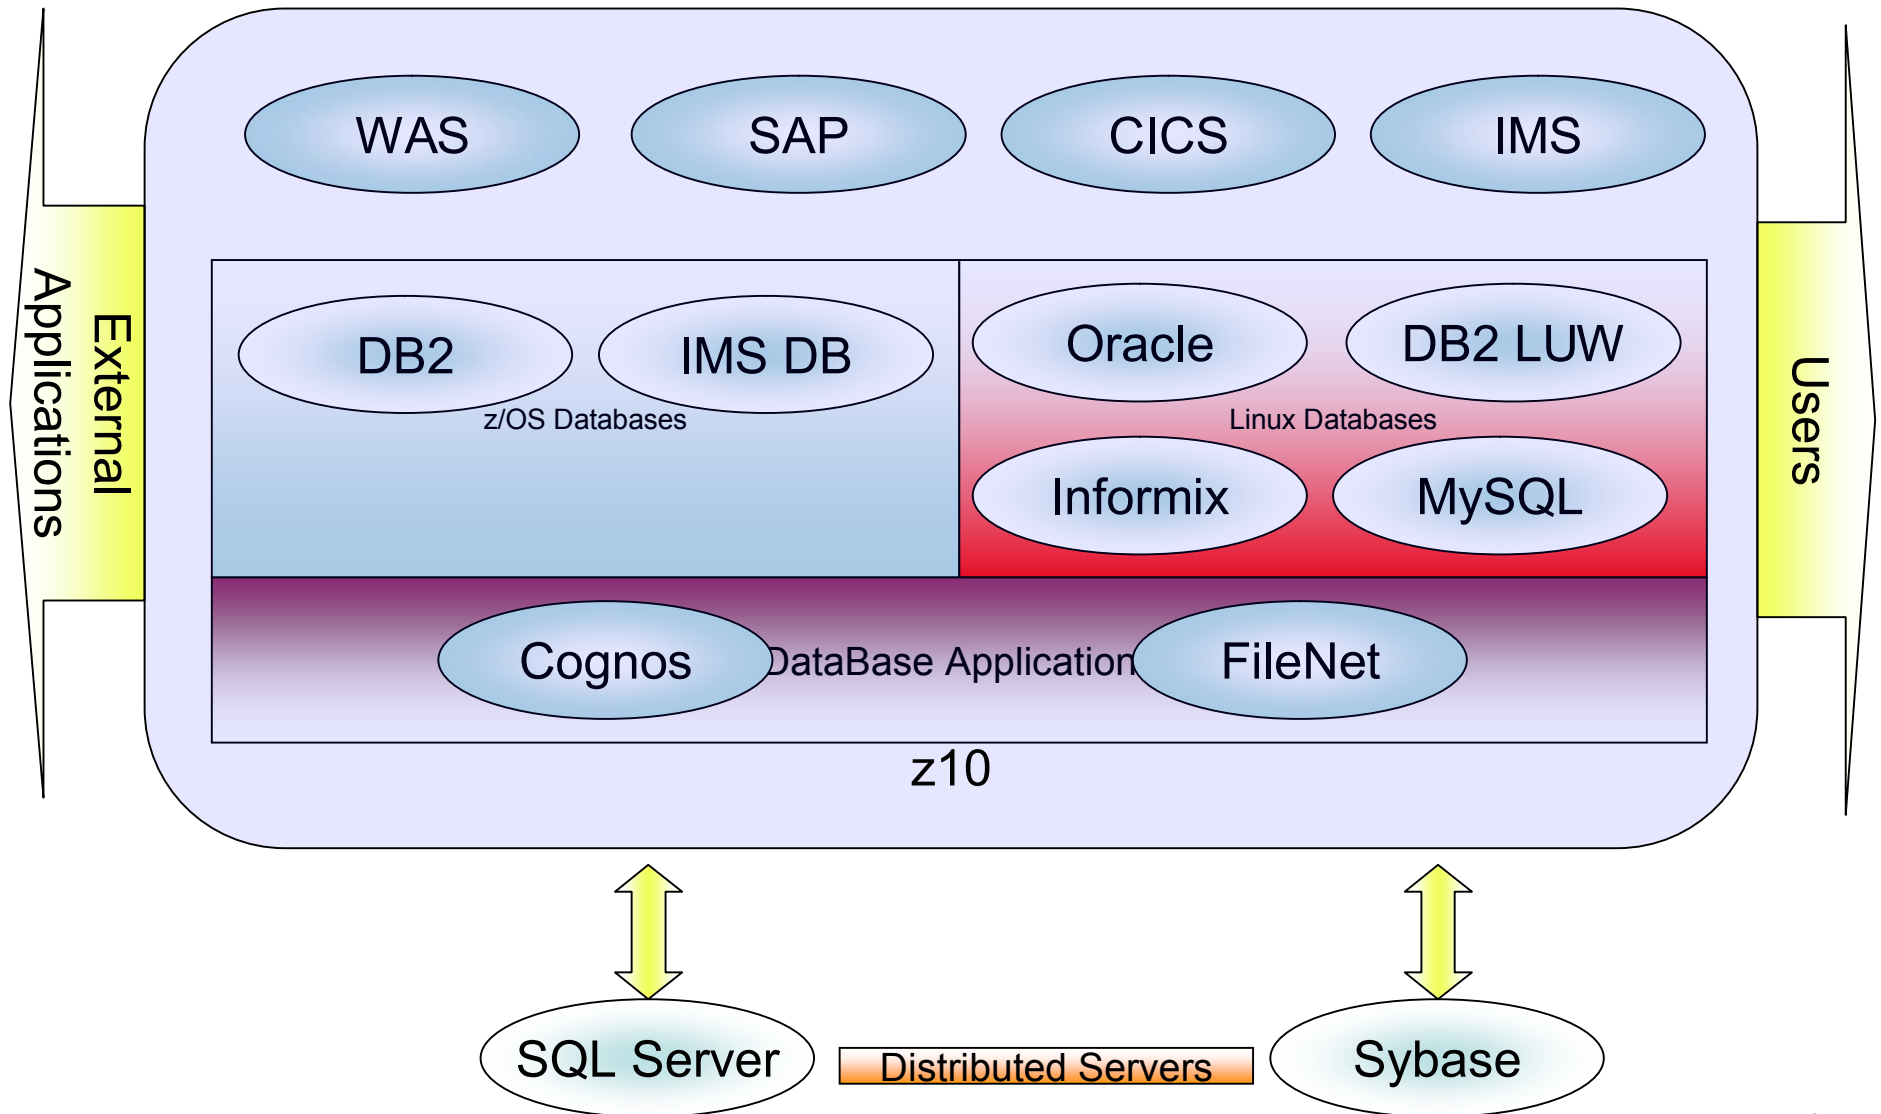 WAS
SAP
CICS
IMS
External
Applications
DB2
IMS DB
z/OS Databases
Oracle
DB2 LUW
Linux Databases
Informix
MySQL
Users
Cognos
DataBase Application
FileNet
z10
SQL Server
Distributed Servers
Sybase